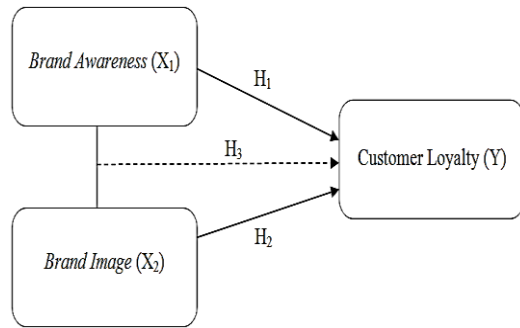 Brand Awareness (X₁)
H₁
Customer Loyalty (Y)
H₃
Brand Image (X₂)
H₂